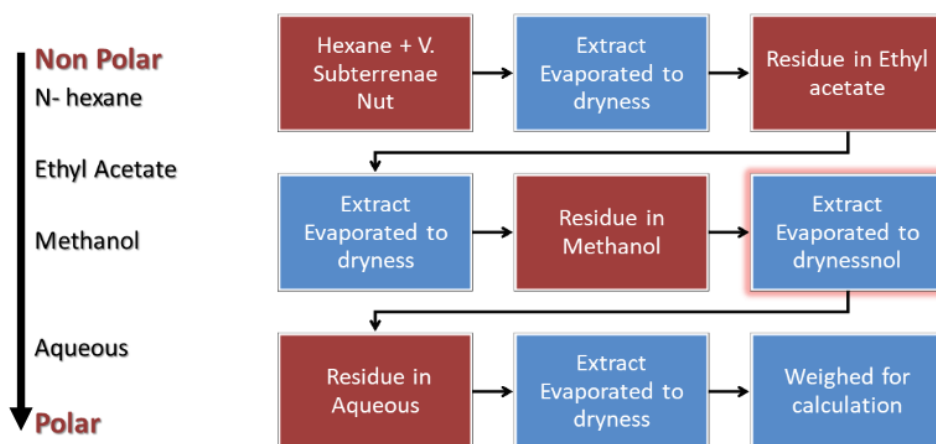 Non Polar
N- hexane
Ethyl Acetate
Methanol
Aqueous
Polar
Hexane + V.
Subterrenae
Nut
Extract
Evaporated to
dryness
Residue in Ethyl
acetate
Extract
Evaporated to
dryness
Residue in
Methanol
Extract
Evaporated to
drynessnol
Residue in
Aqueous
Extract
Evaporated to
dryness
Weighed for
calculation